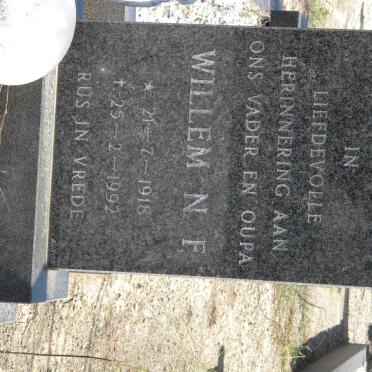 IN
LIEFDEVOLLE
HERINNERING AAN
ONS VADER EN OUPA
WILLEM N F
★ 21-7-1918
† 25-2-1992
RUS IN VREDE